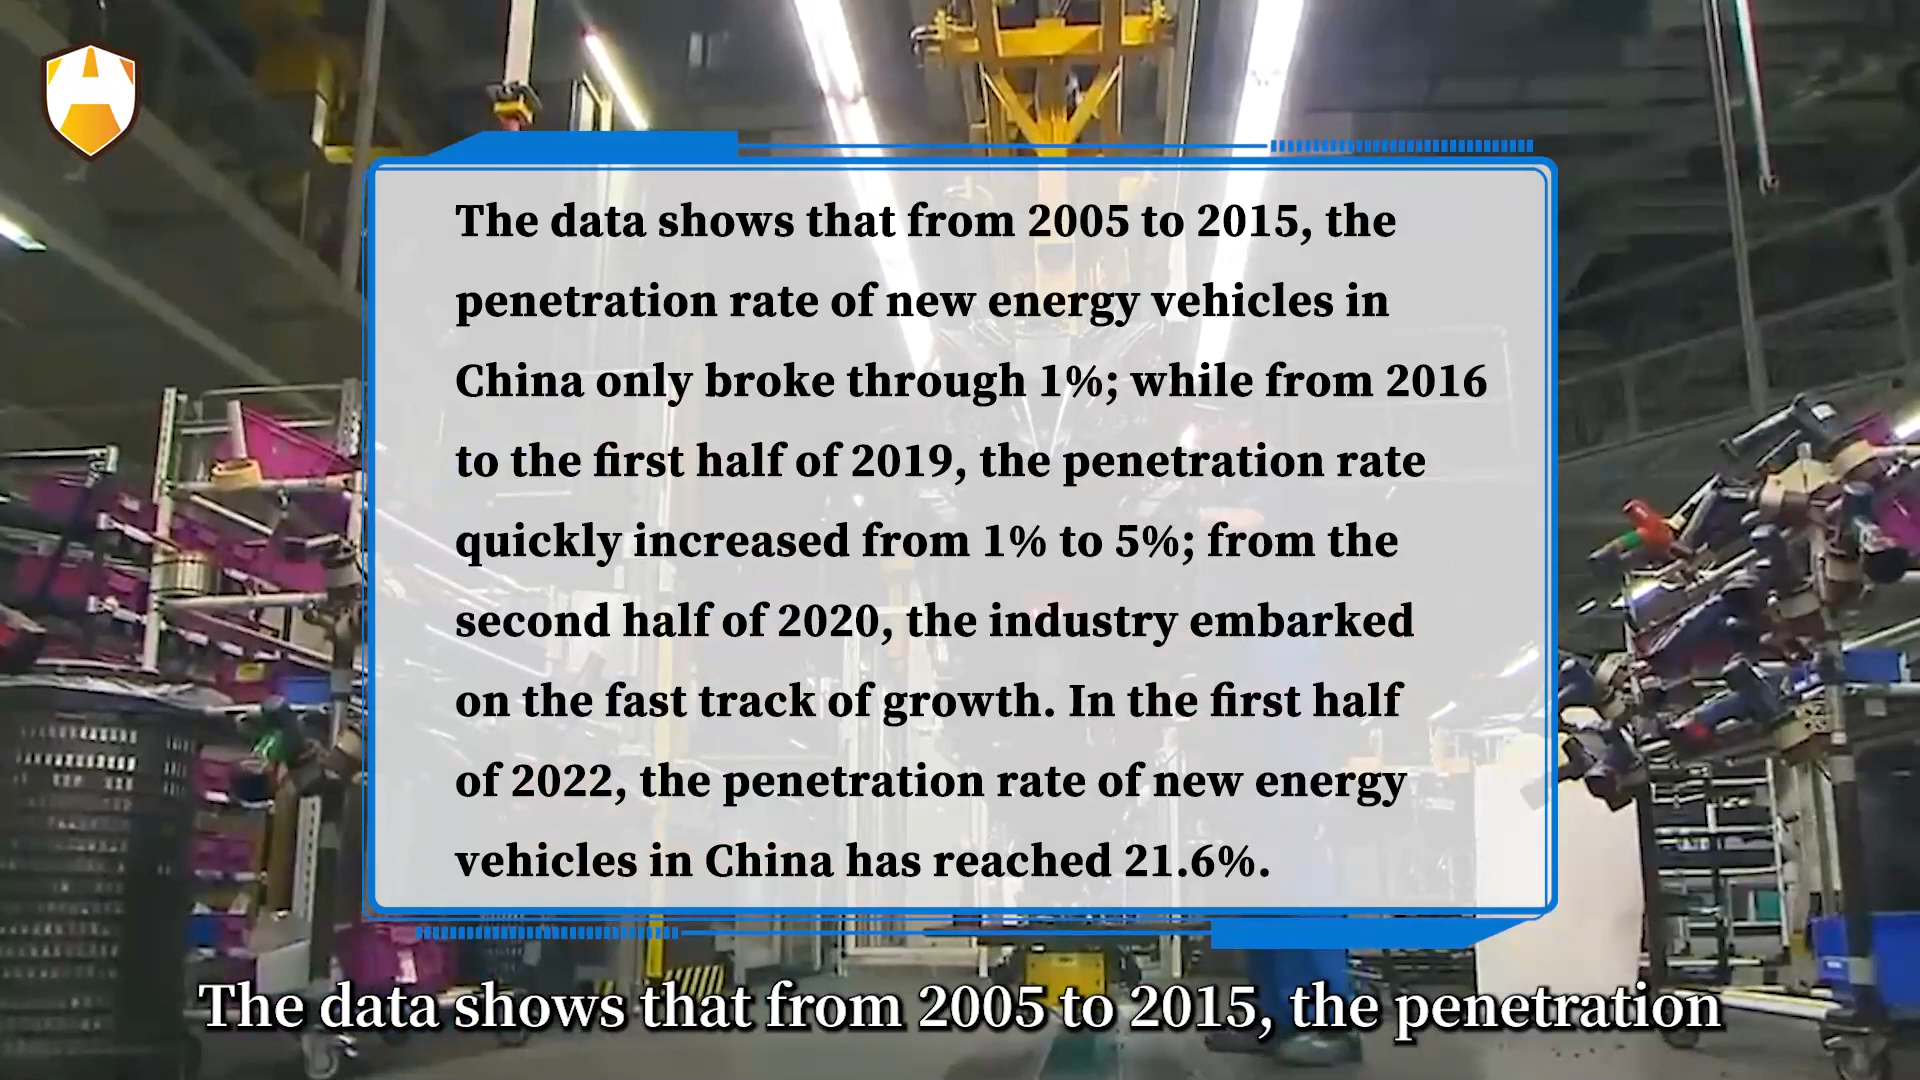 The data shows that from 2005 to 2015, the
penetration rate of new energy vehicles in
China only broke through 1%; while from 2016
to the first half of 2019, the penetration rate
quickly increased from 1% to 5%; from the
second half of 2020, the industry embarked
on the fast track of growth. In the first half
of 2022, the penetration rate of new energy
vehicles in China has reached 21.6%.
The data shows that from 2005 to 2015, the penetration